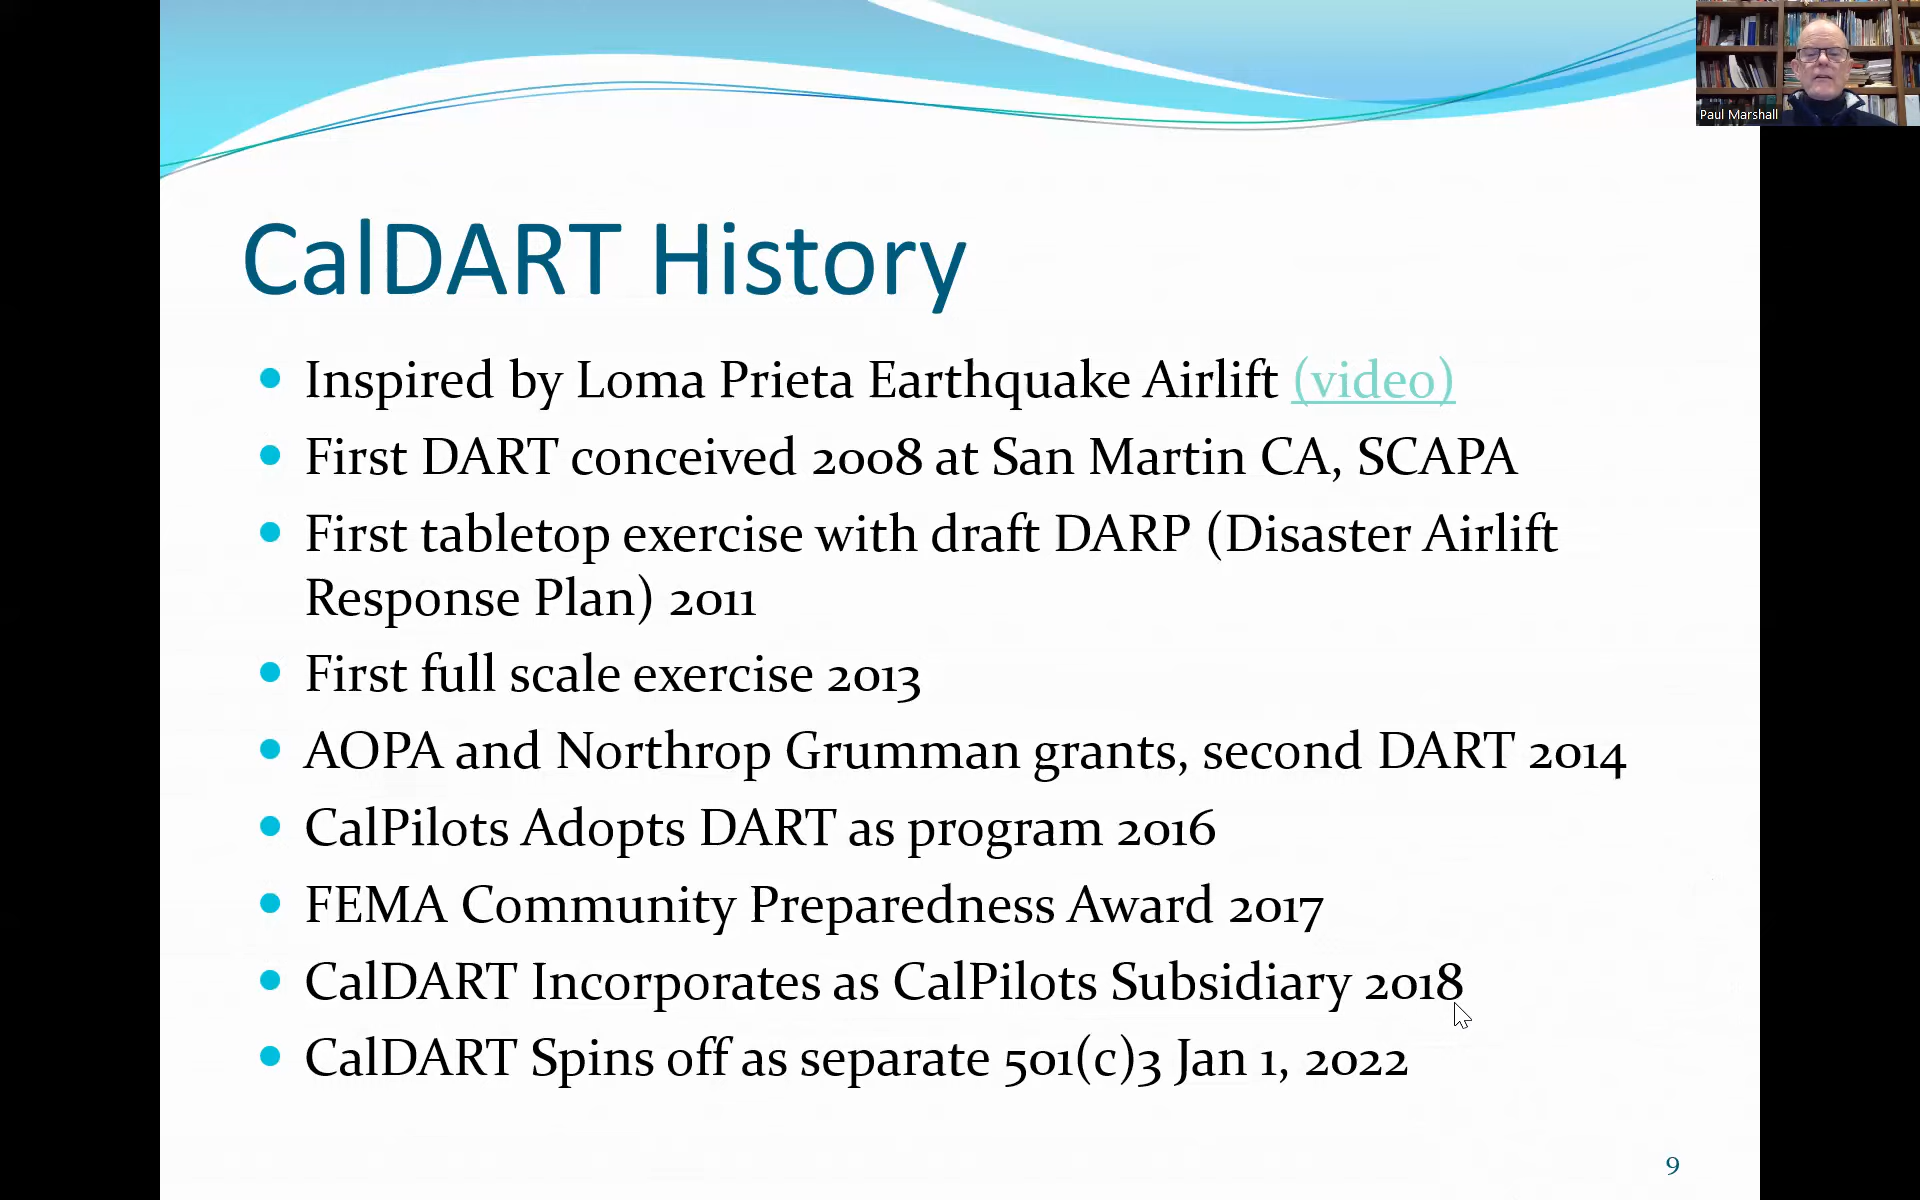 Paul Marshall
CalDART History
• Inspired by Loma Prieta Earthquake Airlift (video)
• First DART conceived 2008 at San Martin CA, SCAPA
• First tabletop exercise with draft DARP (Disaster Airlift
Response Plan) 2011
• First full scale exercise 2013
• AOPA and Northrop Grumman grants, second DART 2014
• CalPilots Adopts DART as program 2016
• FEMA Community Preparedness Award 2017
• CalDART Incorporates as CalPilots Subsidiary 2018
• CalDART Spins off as separate 501(c)3 Jan 1, 2022
9